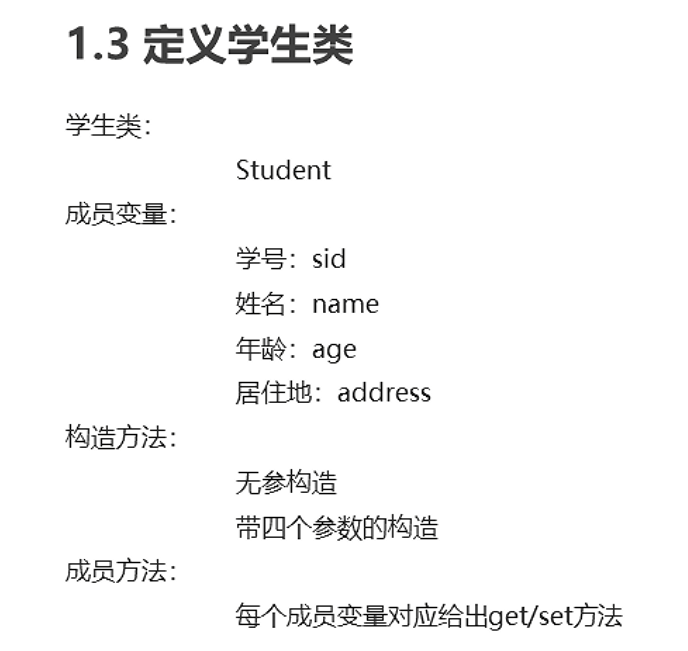 1.3 定义学生类
学生类：
Student
成员变量：
学号：sid
姓名：name
年龄：age
居住地：address
构造方法：
无参构造
带四个参数的构造
成员方法：
每个成员变量对应给出get/set方法